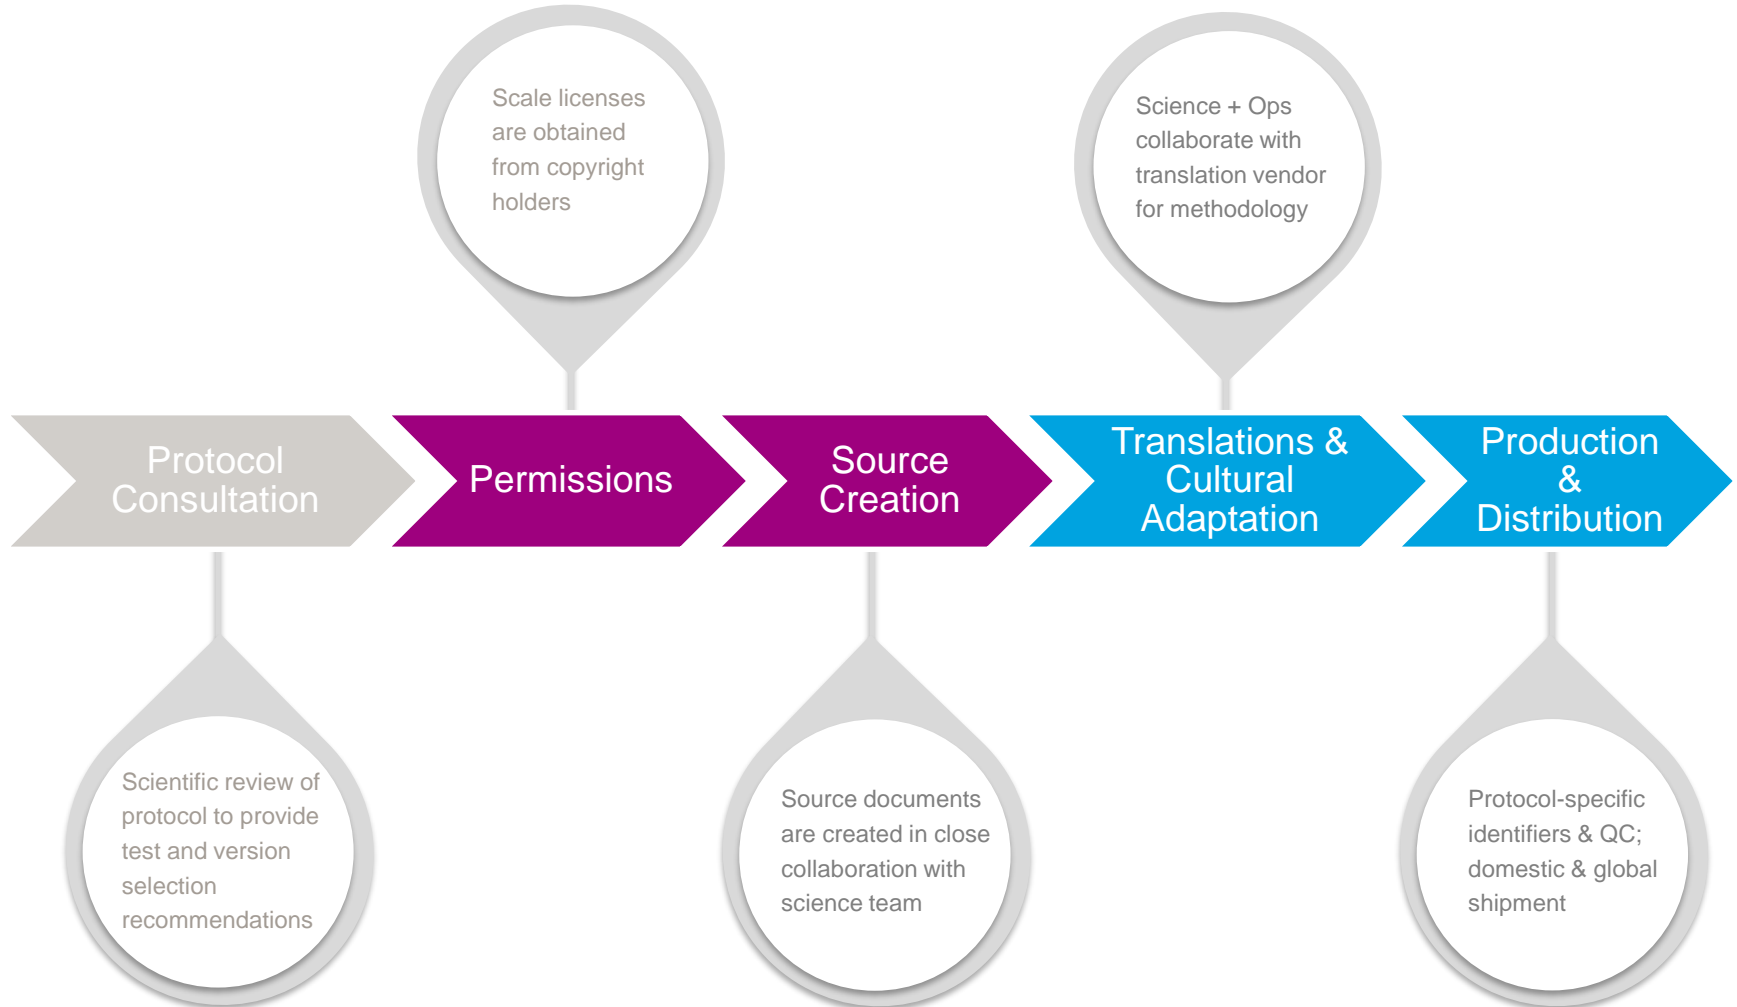 Scale licenses
are obtained
from copyright
holders
Science + Ops
collaborate with
translation vendor
for methodology
Protocol
Consultation
Permissions
Source
Creation
Translations &
Cultural
Adaptation
Production
&
Distribution
Scientific review of
protocol to provide
test and version
selection
recommendations
Source documents
are created in close
collaboration with
science team
Protocol-specific
identifiers & QC;
domestic & global
shipment